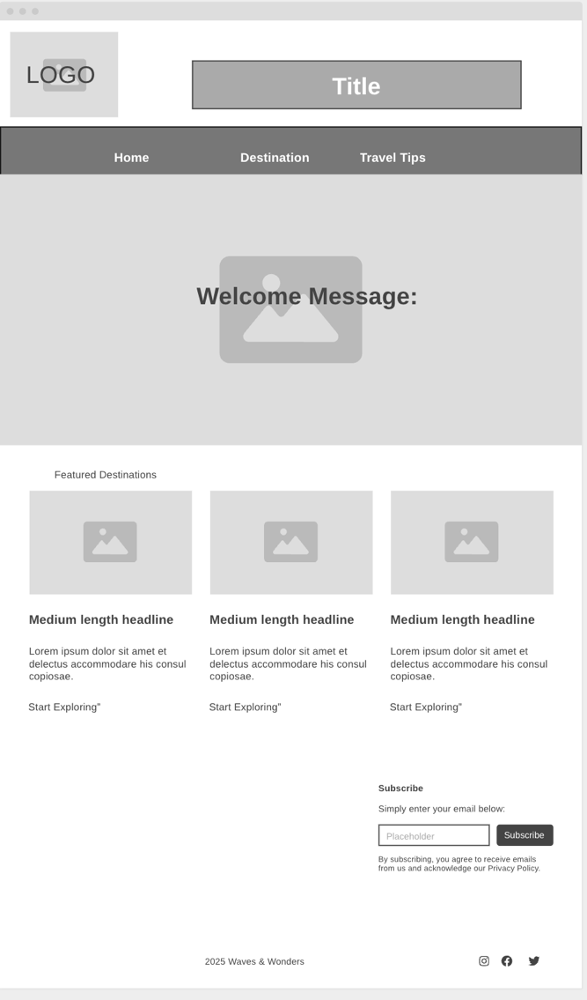 LOGO
Title
Home
Destination
Travel Tips
Welcome Message:
Featured Destinations
Medium length headline
Lorem ipsum dolor sit amet et
delectus accommodare his consul
copiosae.
Start Exploring"
Medium length headline
Lorem ipsum dolor sit amet et
delectus accommodare his consul
copiosae.
Start Exploring"
Medium length headline
Lorem ipsum dolor sit amet et
delectus accommodare his consul
copiosae.
Start Exploring"
Subscribe
Simply enter your email below:
Placeholder
Subscribe
By subscribing, you agree to receive emails
from us and acknowledge our Privacy Policy.
2025 Waves & Wonders